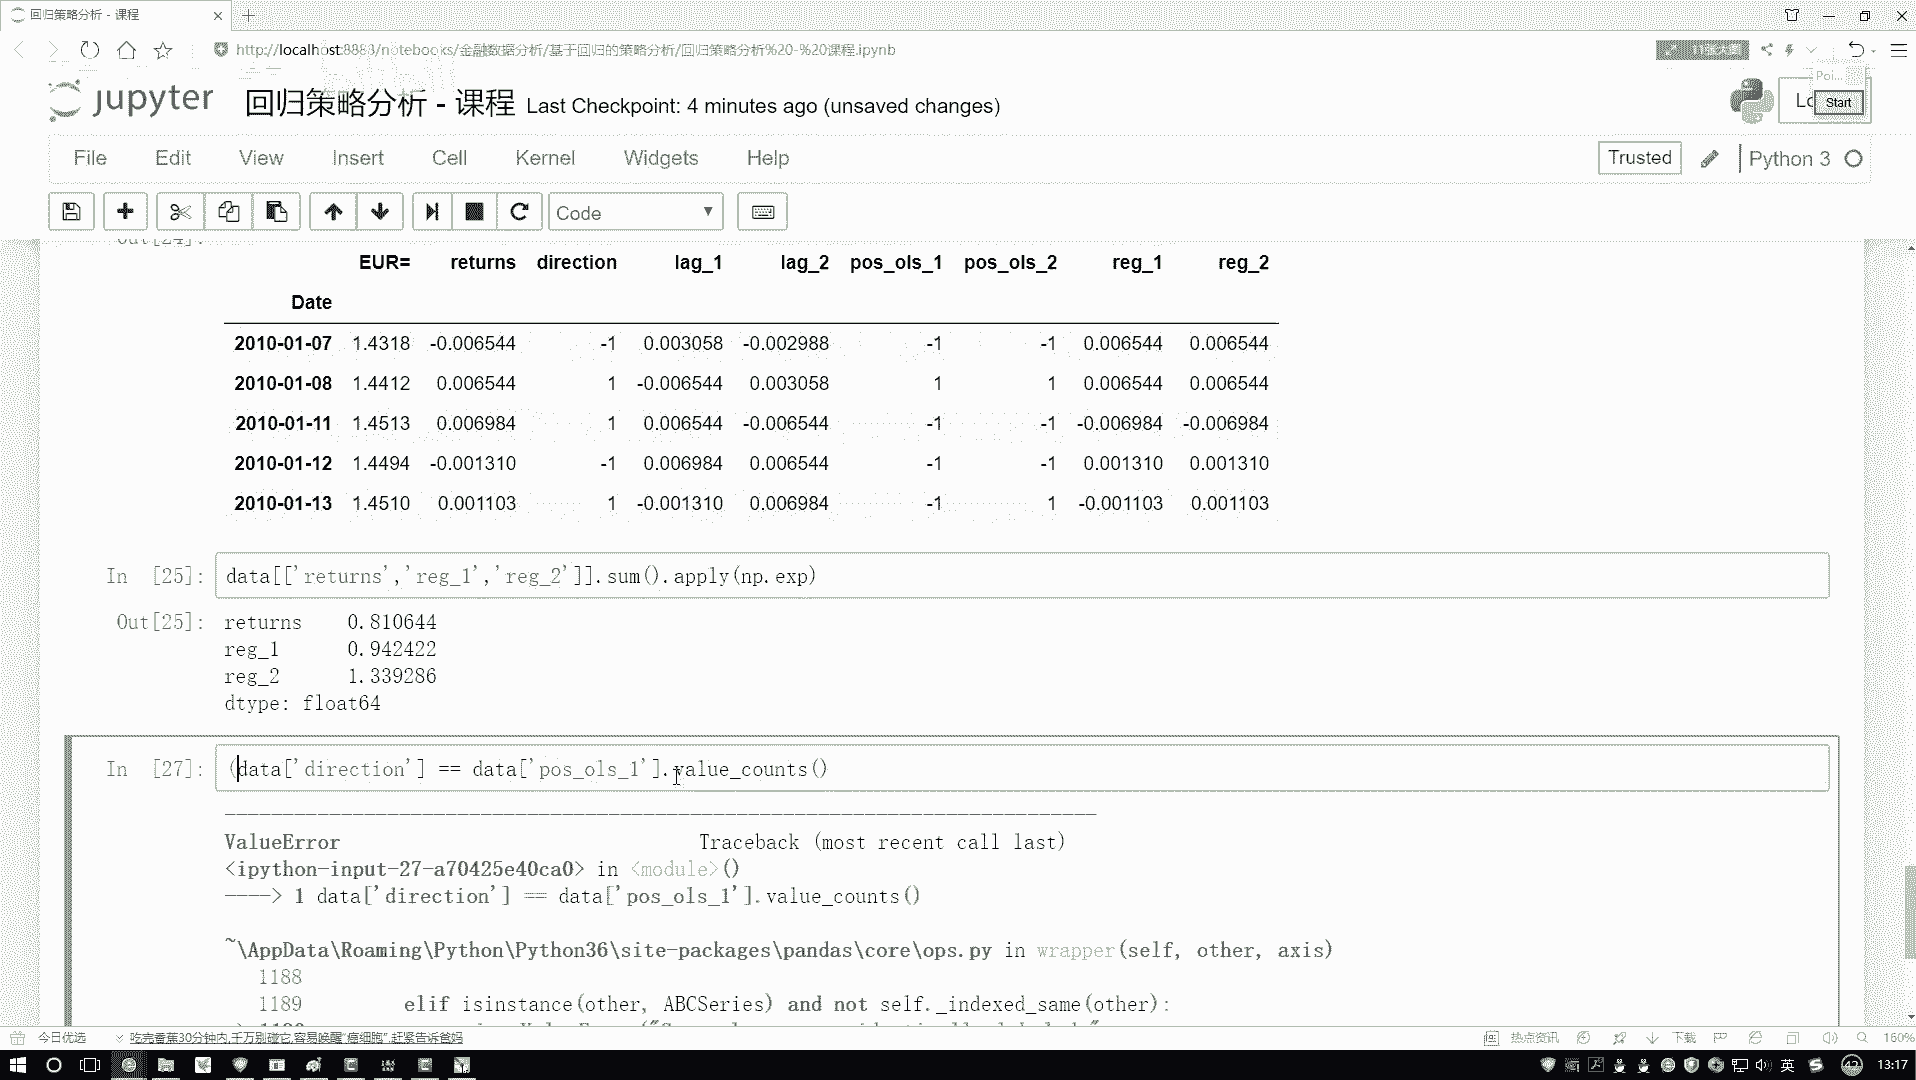 回归策略分析 - 课程
http://localhost:8888/notebooks/金融数据分析/基于回归的策略分析/回归策略分析%20-%20课程.ipynb
Poi...
jupyter 回归策略分析 - 课程 Last Checkpoint: 4 minutes ago (unsaved changes)
Start
File Edit View Insert Cell Kernel Widgets Help Trusted Python 3
Code
Out[24]:
EUR= returns direction lag_1 lag_2 pos_ols_1 pos_ols_2 reg_1 reg_2
Date
2010-01-07 1.4318 -0.006544 -1 0.003058 -0.002988 -1 -1 0.006544 0.006544
2010-01-08 1.4412 0.006544 1 -0.006544 0.003058 1 1 0.006544 0.006544
2010-01-11 1.4513 0.006984 1 0.006544 -0.006544 -1 -1 -0.006984 -0.006984
2010-01-12 1.4494 -0.001310 -1 0.006984 0.006544 -1 -1 0.001310 0.001310
2010-01-13 1.4510 0.001103 1 -0.001310 0.006984 -1 1 -0.001103 0.001103
In [25]: data[['returns','reg_1','reg_2']].sum().apply(np.exp)
Out[25]: returns 0.810644
reg_1 0.942422
reg_2 1.339286
dtype: float64
In [27]: (data['direction'] == data['pos_ols_1'].value_counts()
ValueError Traceback (most recent call last)
<ipython-input-27-a70425e40ca0> in <module>()
----> 1 data['direction'] == data['pos_ols_1'].value_counts()
~\AppData\Roaming\Python\Python36\site-packages\pandas\core\ops.py in wrapper(self, other, axis)
1188
1189 elif isinstance(other, ABCSeries) and not self._indexed_same(other):
今日优选 吃完香蕉30分钟内,千万别碰它,容易唤醒"癌细胞",赶紧告诉爸妈 热点资讯 下载 160%
英 42 13:17